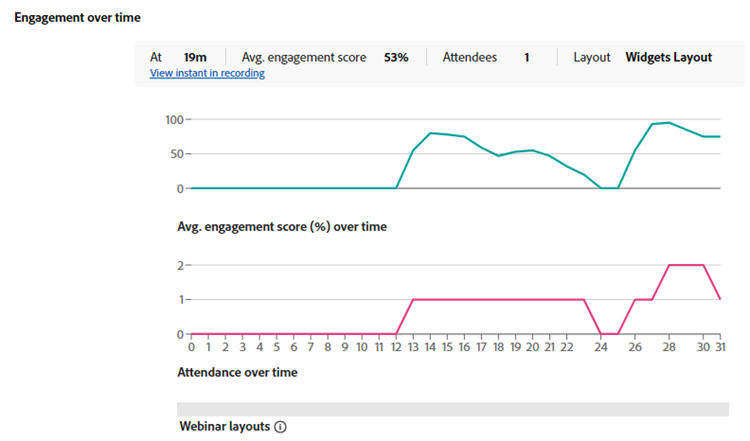 Engagement over time
At 19m Avg. engagement score 53% Attendees 1 Layout Widgets Layout
View instant in recording
100
50
0
Avg. engagement score (%) over time
2
1
0
0 1 2 3 4 5 6 7 8 9 10 11 12 13 14 15 16 17 18 19 20 21 22 24 26 28 30 31
Attendance over time
Webinar layouts